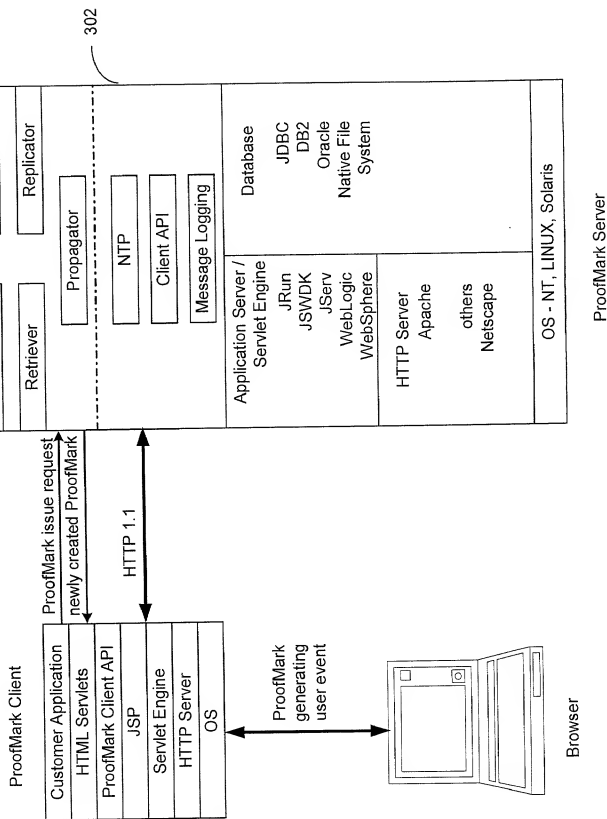 302
Retriever
Replicator
Propagator
NTP
Client API
Message Logging
Application Server /
Servlet Engine
JRun
JSWDK
JServ
WebLogic
WebSphere
Database
JDBC
DB2
Oracle
Native File
System
HTTP Server
Apache
others
Netscape
OS - NT, LINUX, Solaris
ProofMark Server
ProofMark issue request
newly created ProofMark
HTTP 1.1
ProofMark Client
Customer Application
HTML Servlets
ProofMark Client API
JSP
Servlet Engine
HTTP Server
OS
ProofMark
generating
user event
Browser